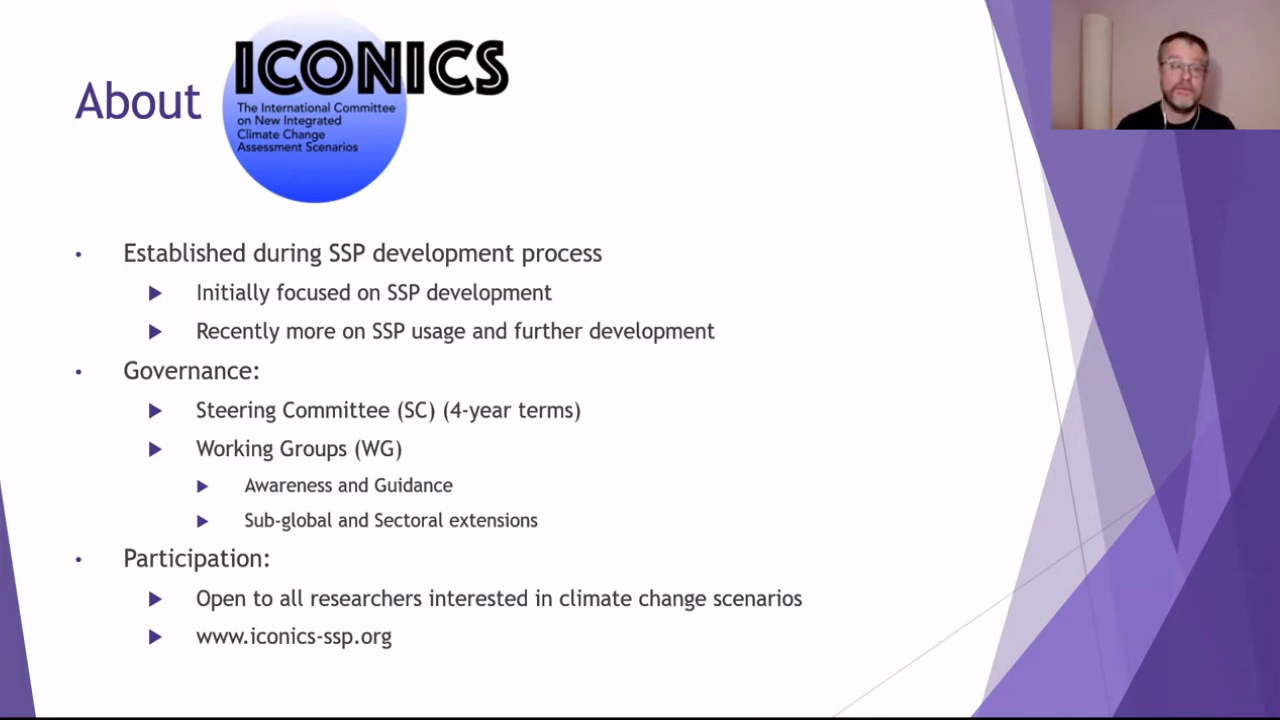 About
ICONICS
The International Committee
on New Integrated
Climate Change
Assessment Scenarios
• Established during SSP development process
▶ Initially focused on SSP development
▶ Recently more on SSP usage and further development
• Governance:
▶ Steering Committee (SC) (4-year terms)
▶ Working Groups (WG)
▶ Awareness and Guidance
▶ Sub-global and Sectoral extensions
• Participation:
▶ Open to all researchers interested in climate change scenarios
▶ www.iconics-ssp.org